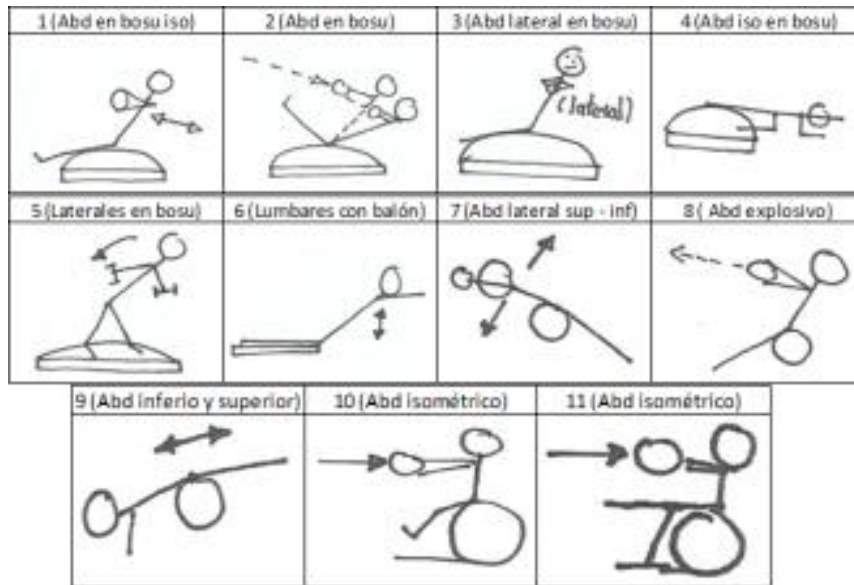 1 (Abd en bosu iso)
2 (Abd en bosu)
3 (Abd lateral en bosu)
4 (Abd iso en bosu)
(lateral)
5 (Laterales en bosu)
6 (Lumbares con balón)
7 (Abd lateral sup - inf)
8 ( Abd explosivo)
9 (Abd inferio y superior)
10 (Abd isométrico)
11 (Abd isométrico)